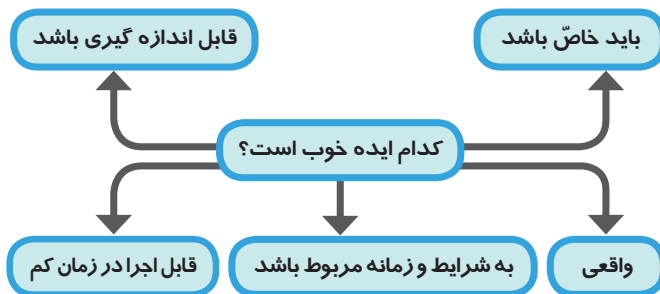 باید خاصّ باشد
قابل اندازه گیری باشد
کدام ایده خوب است؟
واقعی
به شرایط و زمانه مربوط باشد
قابل اجرا در زمان کم